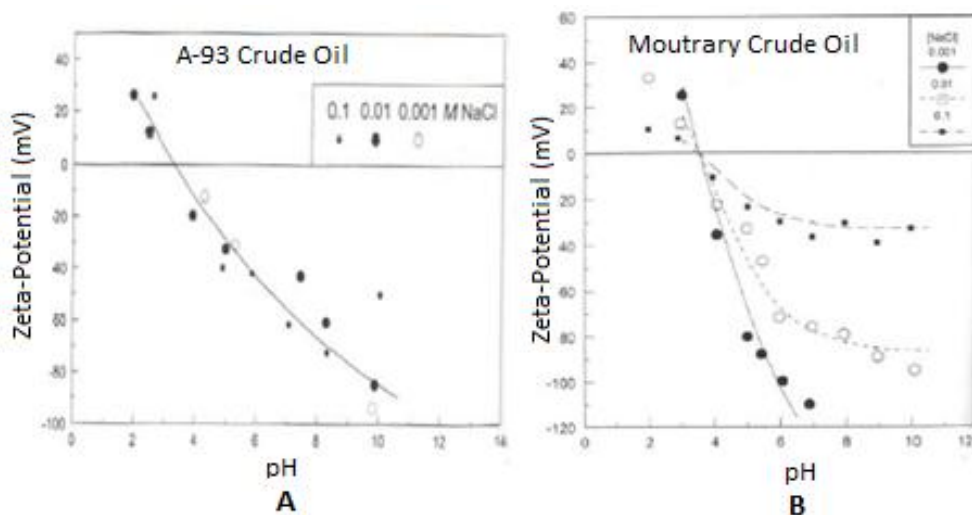 A-93 Crude Oil
0.1 0.01 0.001 M NaCl
Zeta-Potential (mV)
40
20
0
-20
40
60
-80
-100
0 2 4 6 8 10 12 14 16
pH
A
Moutrary Crude Oil
[NaCl]
0.001
0.01
0.1
Zeta-Potential (mV)
60
40
20
0
-20
-40
-60
-80
-100
-120
0 2 4 6 8 10 12
pH
B